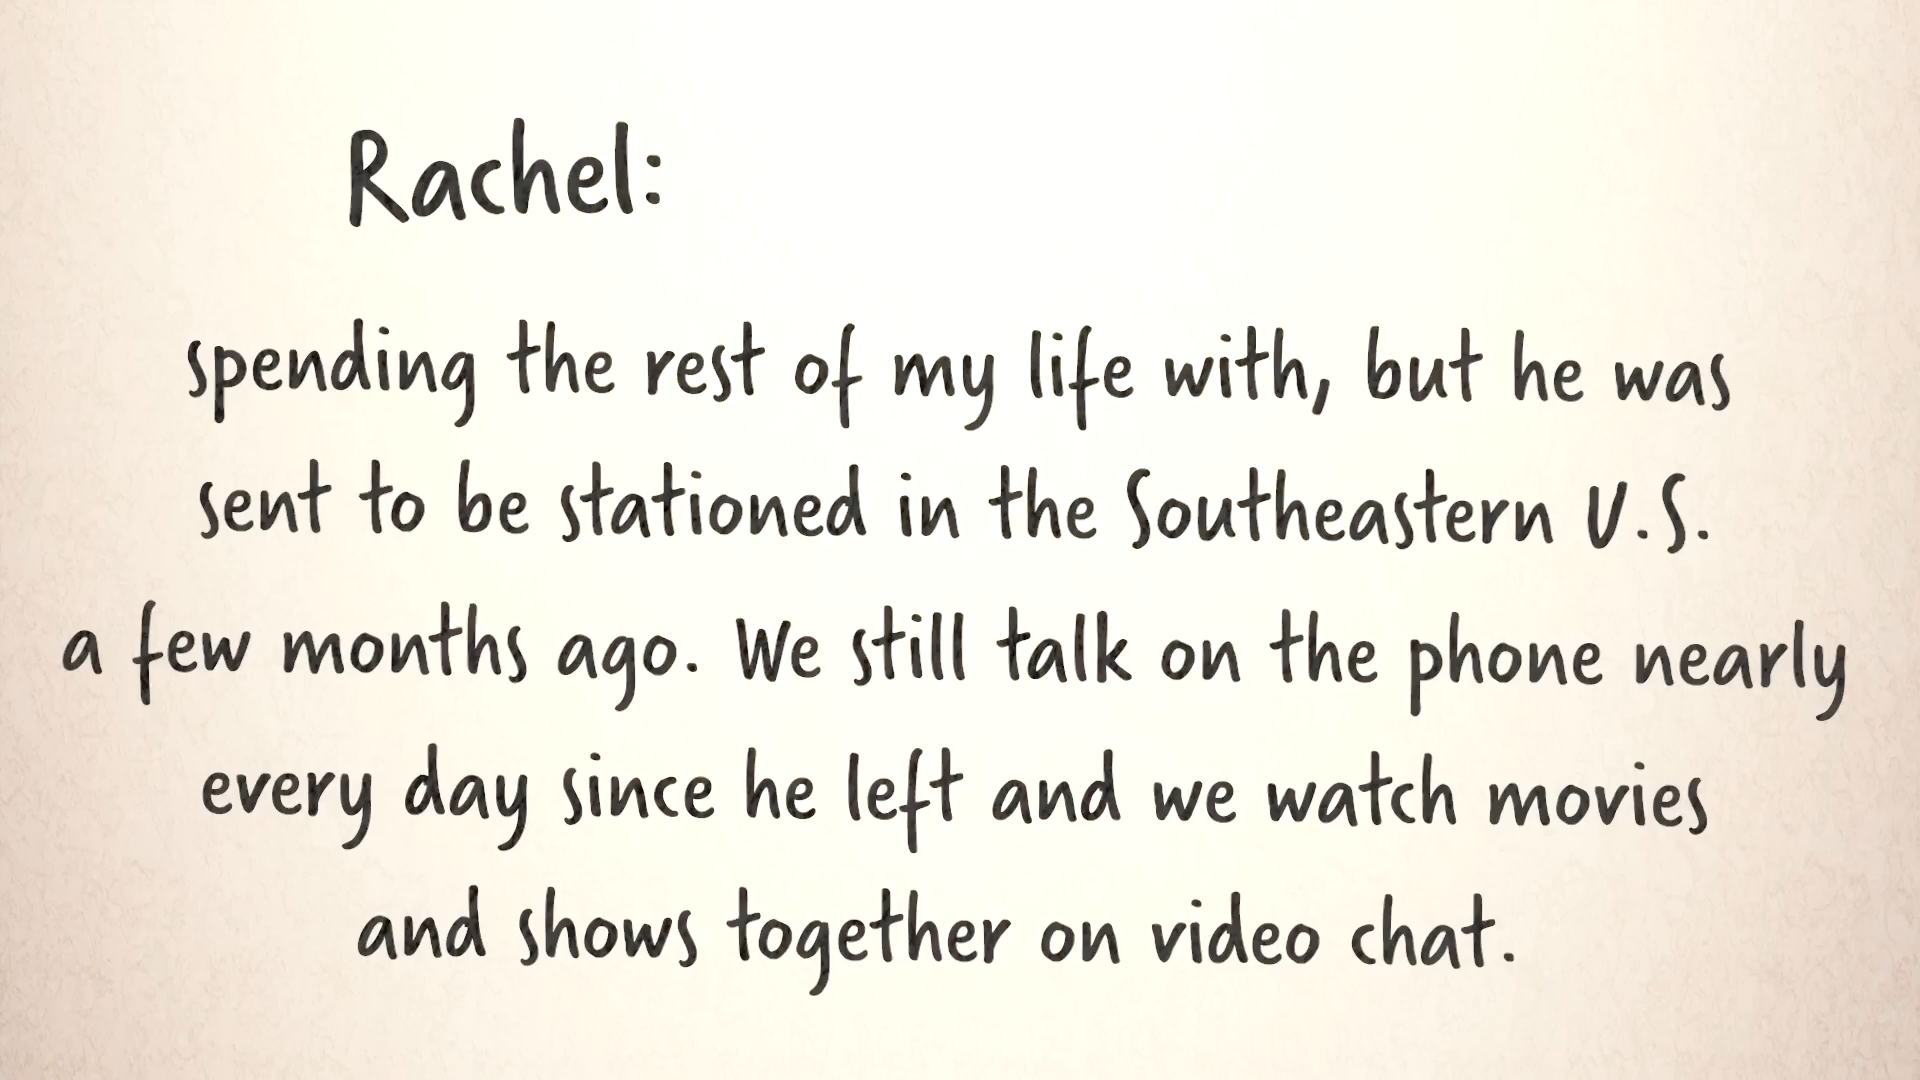 Rachel:
spending the rest of my life with, but he was
sent to be stationed in the Southeastern U.S.
a few months ago. We still talk on the phone nearly
every day since he left and we watch movies
and shows together on video chat.